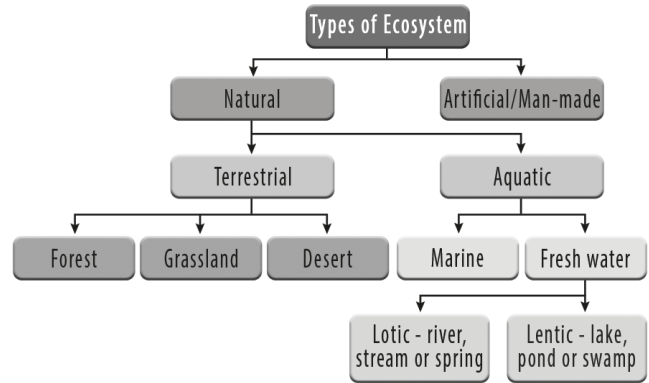 Types of Ecosystem
Natural
Artificial/Man-made
Terrestrial
Aquatic
Forest
Grassland
Desert
Marine
Fresh water
Lotic - river,
stream or spring
Lentic - lake,
pond or swamp